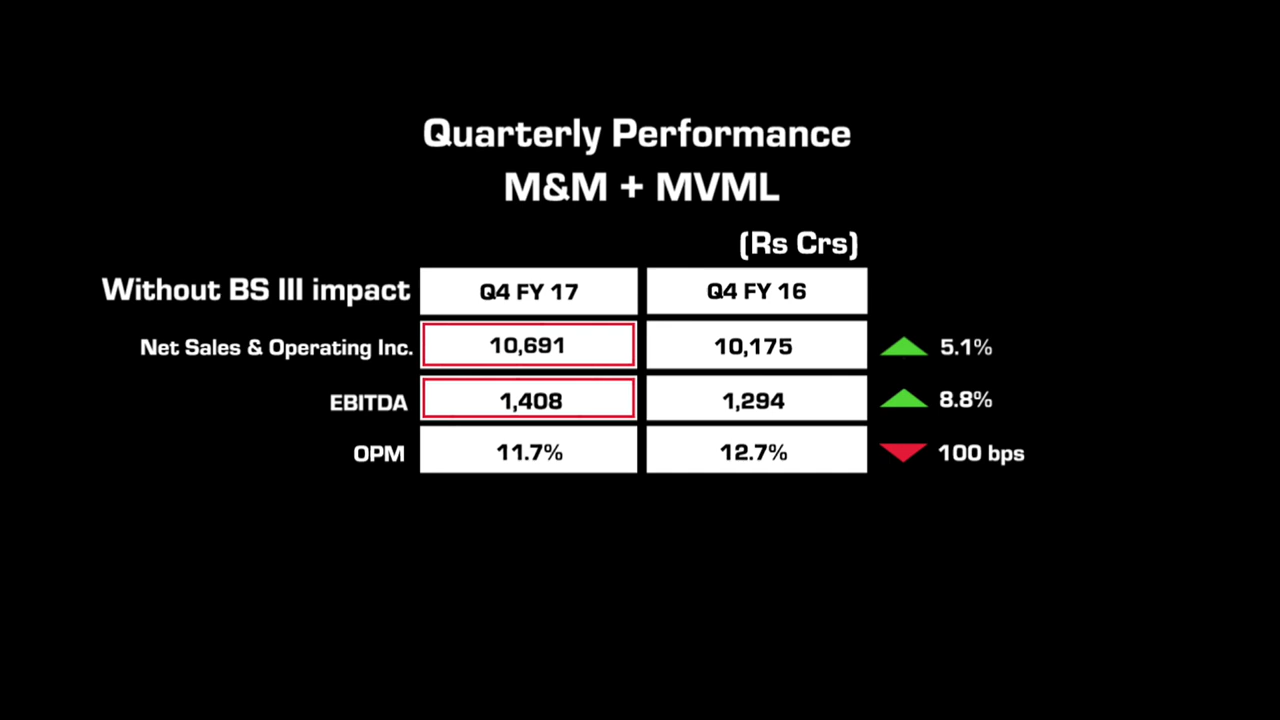 Quarterly Performance
M&M + MVML
(Rs Crs)
Without BS III impact Q4 FY 17 Q4 FY 16
Net Sales & Operating Inc. 10,691 10,175 5.1%
EBITDA 1,408 1,294 8.8%
OPM 11.7% 12.7% 100 bps